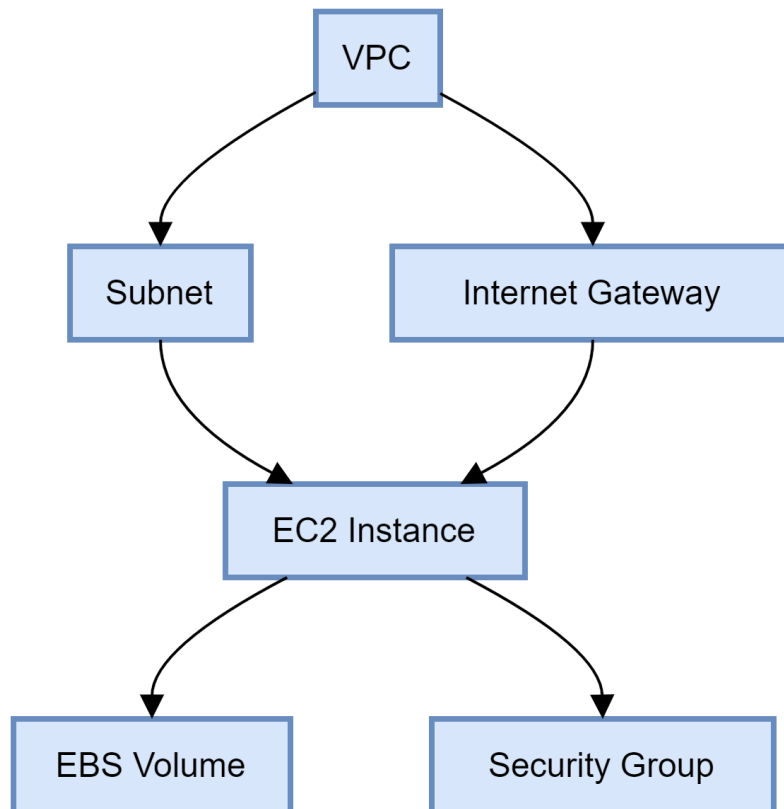 VPC
Subnet
Internet Gateway
EC2 Instance
EBS Volume
Security Group